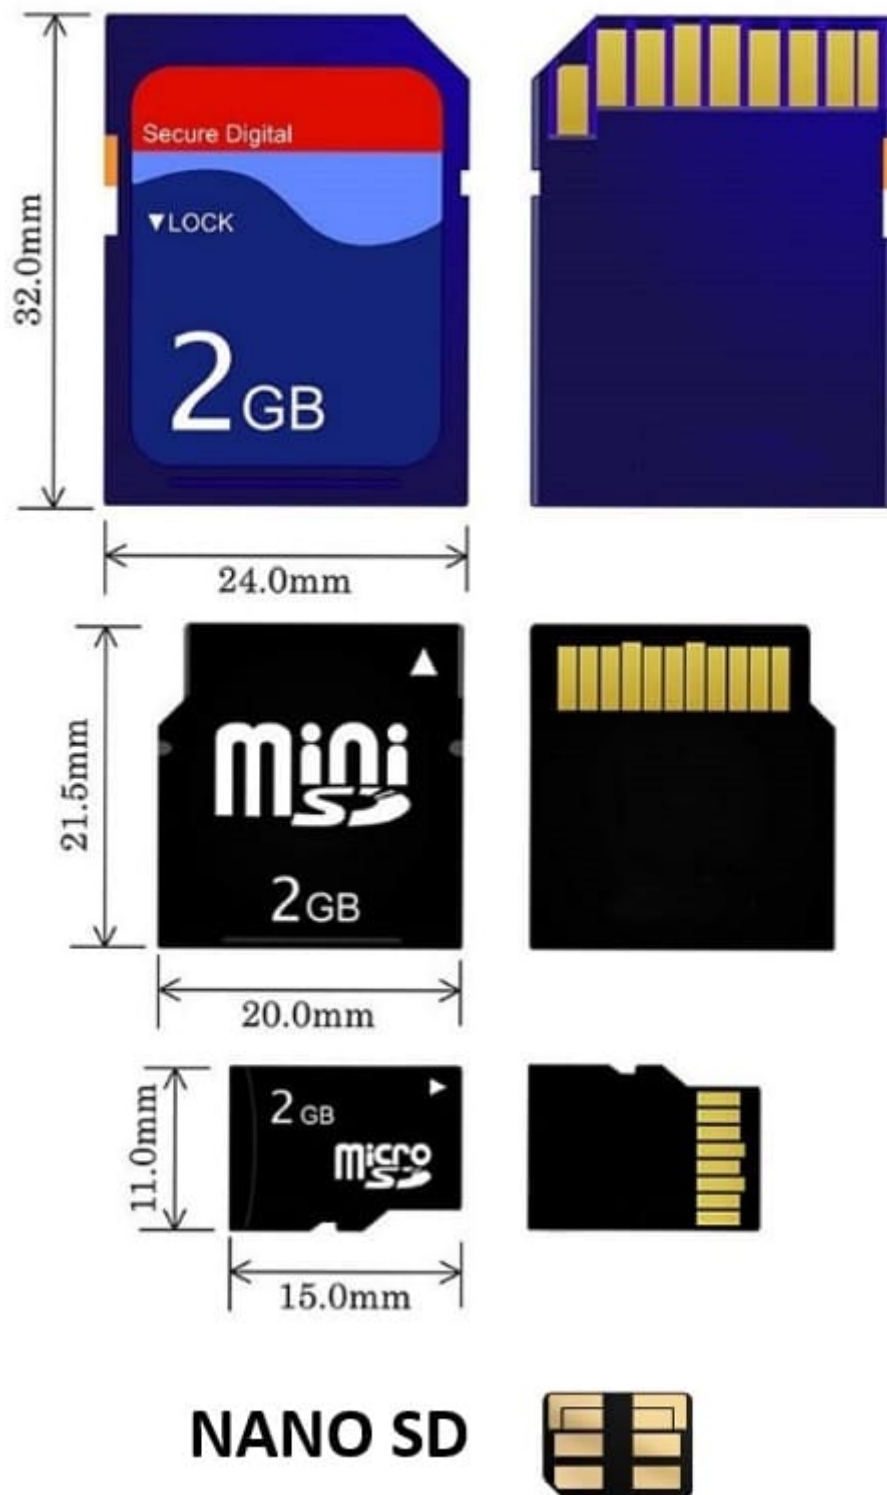 32.0mm
Secure Digital
▼LOCK
2GB
24.0mm
21.5mm
mini
SD
2GB
20.0mm
11.0mm
2GB
micro
SD
15.0mm
NANO SD